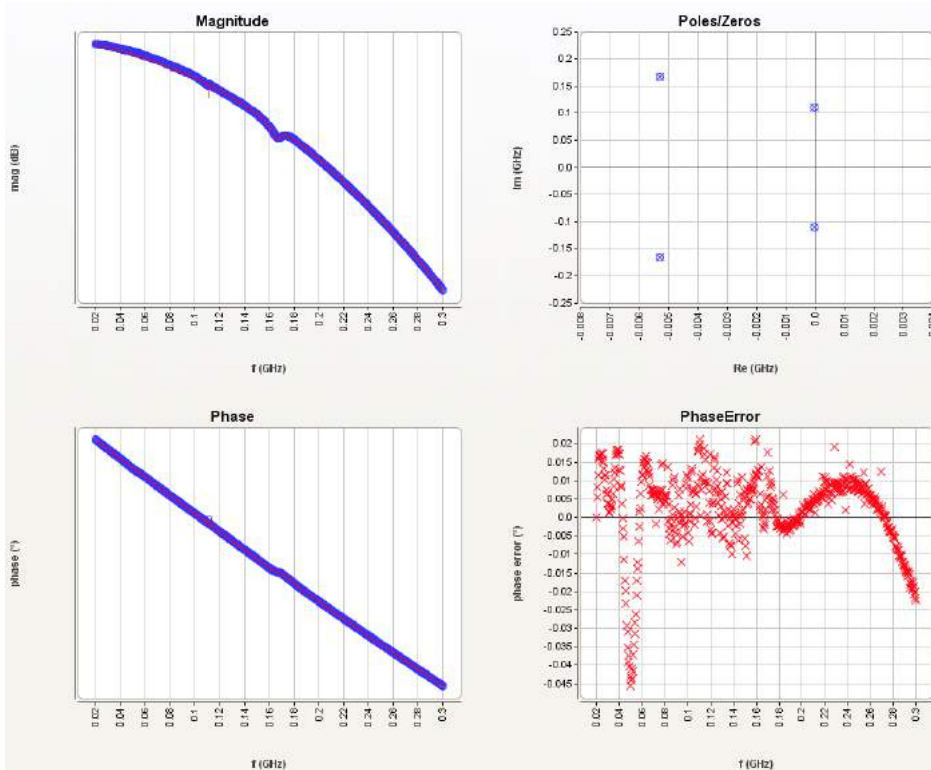 Magnitude
mag (dB)
0.02 0.04 0.06 0.08 0.1 0.12 0.14 0.16 0.18 0.2 0.22 0.24 0.26 0.28 0.3
f (GHz)
Poles/Zeros
Im (GHz)
0.25
0.2
0.15
0.1
0.05
0.0
-0.05
-0.1
-0.15
-0.2
-0.25
-0.008 -0.007 -0.006 -0.005 -0.004 -0.003 -0.002 -0.001 0.0 0.001 0.002 0.003 0.004
Re (GHz)
Phase
phase (°)
0.02 0.04 0.06 0.08 0.1 0.12 0.14 0.16 0.18 0.2 0.22 0.24 0.26 0.28 0.3
f (GHz)
PhaseError
phase error (°)
0.02
0.015
0.01
0.005
0.0
-0.005
-0.01
-0.015
-0.02
-0.025
-0.03
-0.035
-0.04
-0.045
0.02 0.04 0.06 0.08 0.1 0.12 0.14 0.16 0.18 0.2 0.22 0.24 0.26 0.28 0.3
f (GHz)